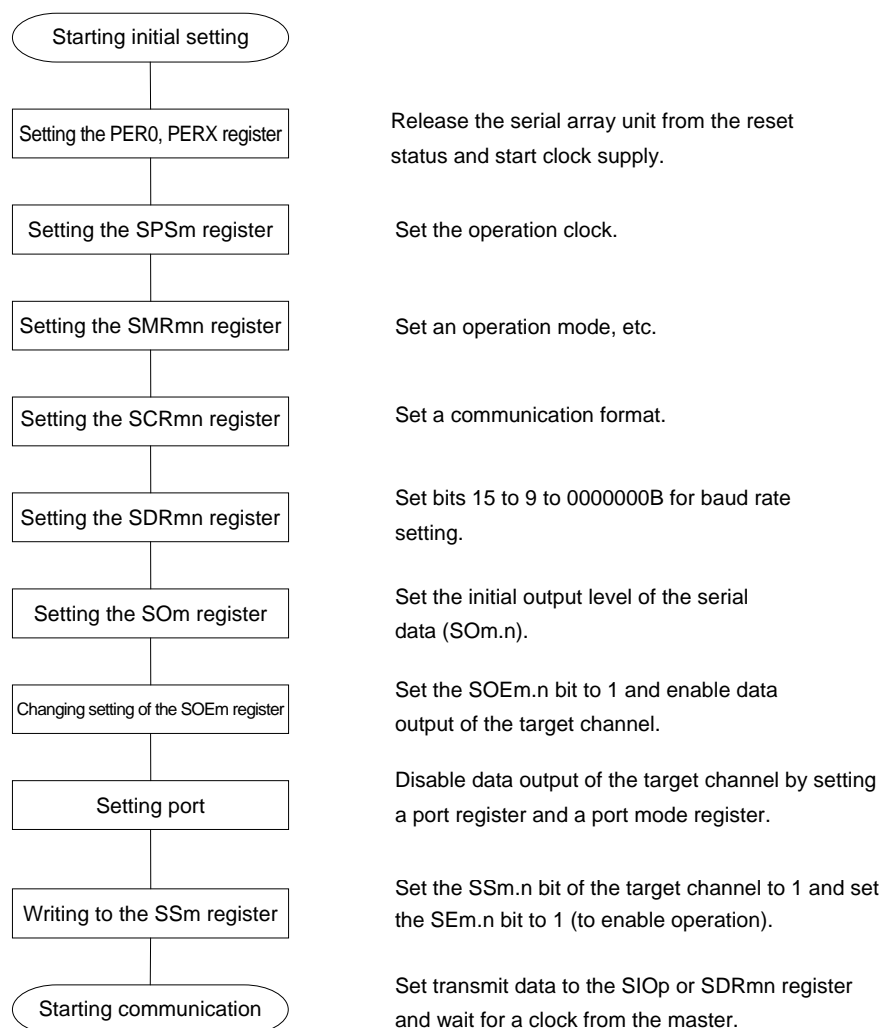 Starting initial setting
Setting the PER0, PERX register
Release the serial array unit from the reset
status and start clock supply.
Setting the SPSm register
Set the operation clock.
Setting the SMRmn register
Set an operation mode, etc.
Setting the SCRmn register
Set a communication format.
Setting the SDRmn register
Set bits 15 to 9 to 0000000B for baud rate
setting.
Setting the SOm register
Set the initial output level of the serial
data (SOm.n).
Changing setting of the SOEm register
Set the SOEm.n bit to 1 and enable data
output of the target channel.
Setting port
Disable data output of the target channel by setting
a port register and a port mode register.
Writing to the SSm register
Set the SSm.n bit of the target channel to 1 and set
the SEm.n bit to 1 (to enable operation).
Starting communication
Set transmit data to the SIOp or SDRmn register
and wait for a clock from the master.